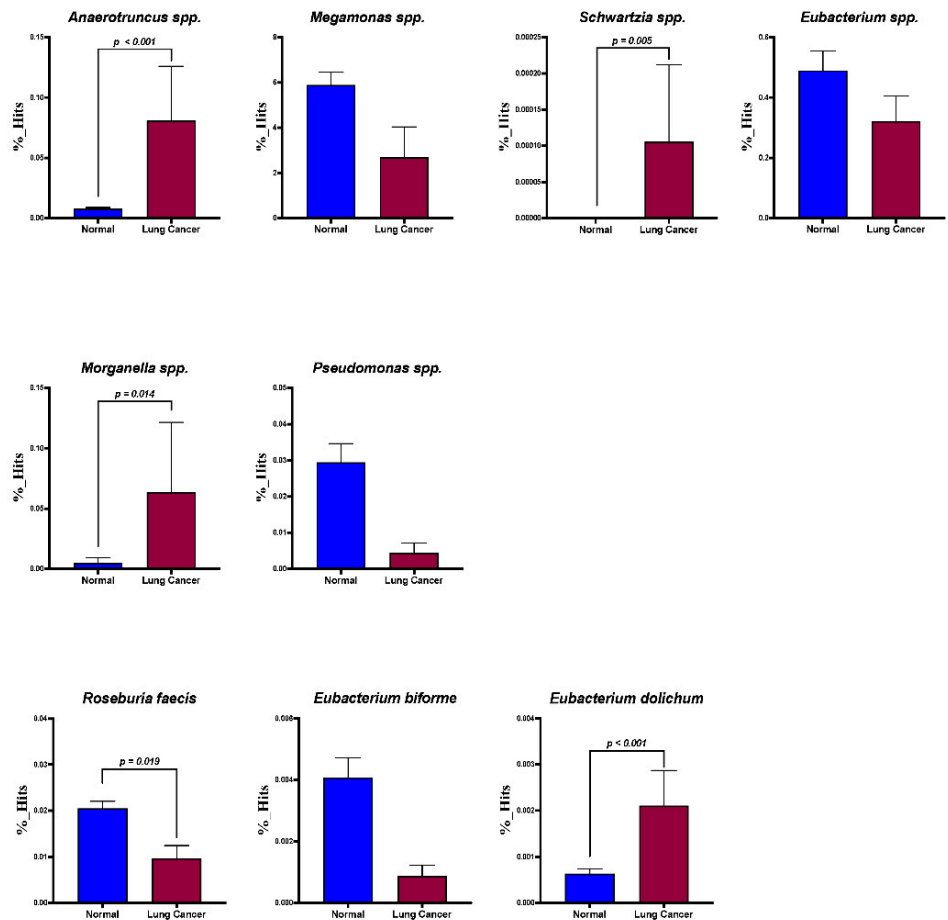 Anaerotruncus spp.
%_Hits
0.15
0.10
0.05
0.00
p < 0.001
Normal
Lung Cancer
Megamonas spp.
%_Hits
8
6
4
2
0
Normal
Lung Cancer
Schwartzia spp.
%_Hits
0.00025
0.00020
0.00015
0.00010
0.00005
0.00000
p = 0.005
Normal
Lung Cancer
Eubacterium spp.
%_Hits
0.6
0.4
0.2
0.0
Normal
Lung Cancer
Morganella spp.
%_Hits
0.15
0.10
0.05
0.00
p = 0.014
Normal
Lung Cancer
Pseudomonas spp.
%_Hits
0.05
0.04
0.03
0.02
0.01
0.00
Normal
Lung Cancer
Roseburia faecis
%_Hits
0.04
0.03
0.02
0.01
0.00
p = 0.019
Normal
Lung Cancer
Eubacterium biforme
%_Hits
0.006
0.004
0.002
0.000
Normal
Lung Cancer
Eubacterium dolichum
%_Hits
0.004
0.003
0.002
0.001
0.000
p < 0.001
Normal
Lung Cancer